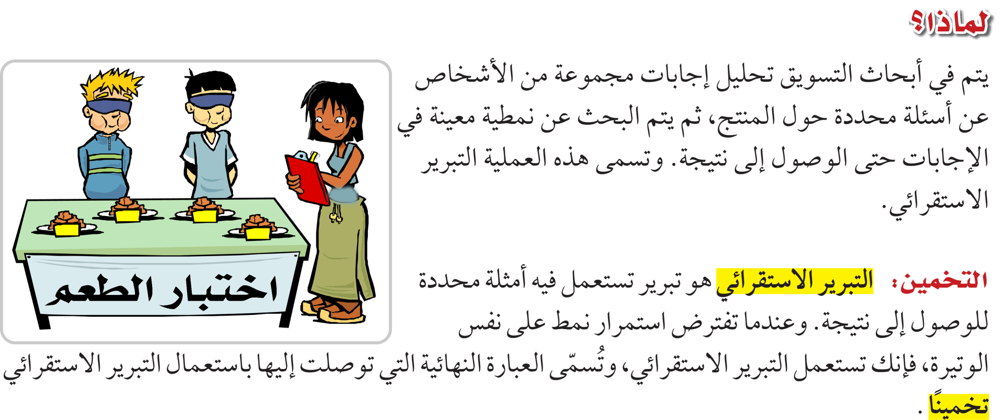 لماذا؟
يتم في أبحاث التسويق تحليل إجابات مجموعة من الأشخاص
عن أسئلة محددة حول المنتج، ثم يتم البحث عن نمطية معينة في
الإجابات حتى الوصول إلى نتيجة. وتسمى هذه العملية التبرير
الاستقرائي.
اختبار الطعم
التخمين: التبرير الاستقرائي هو تبرير تستعمل فيه أمثلة محددة
للوصول إلى نتيجة. وعندما تفترض استمرار نمط على نفس
الوتيرة، فإنك تستعمل التبرير الاستقرائي، وتُسمّى العبارة النهائية التي توصلت إليها باستعمال التبرير الاستقرائي
تخمينًا .